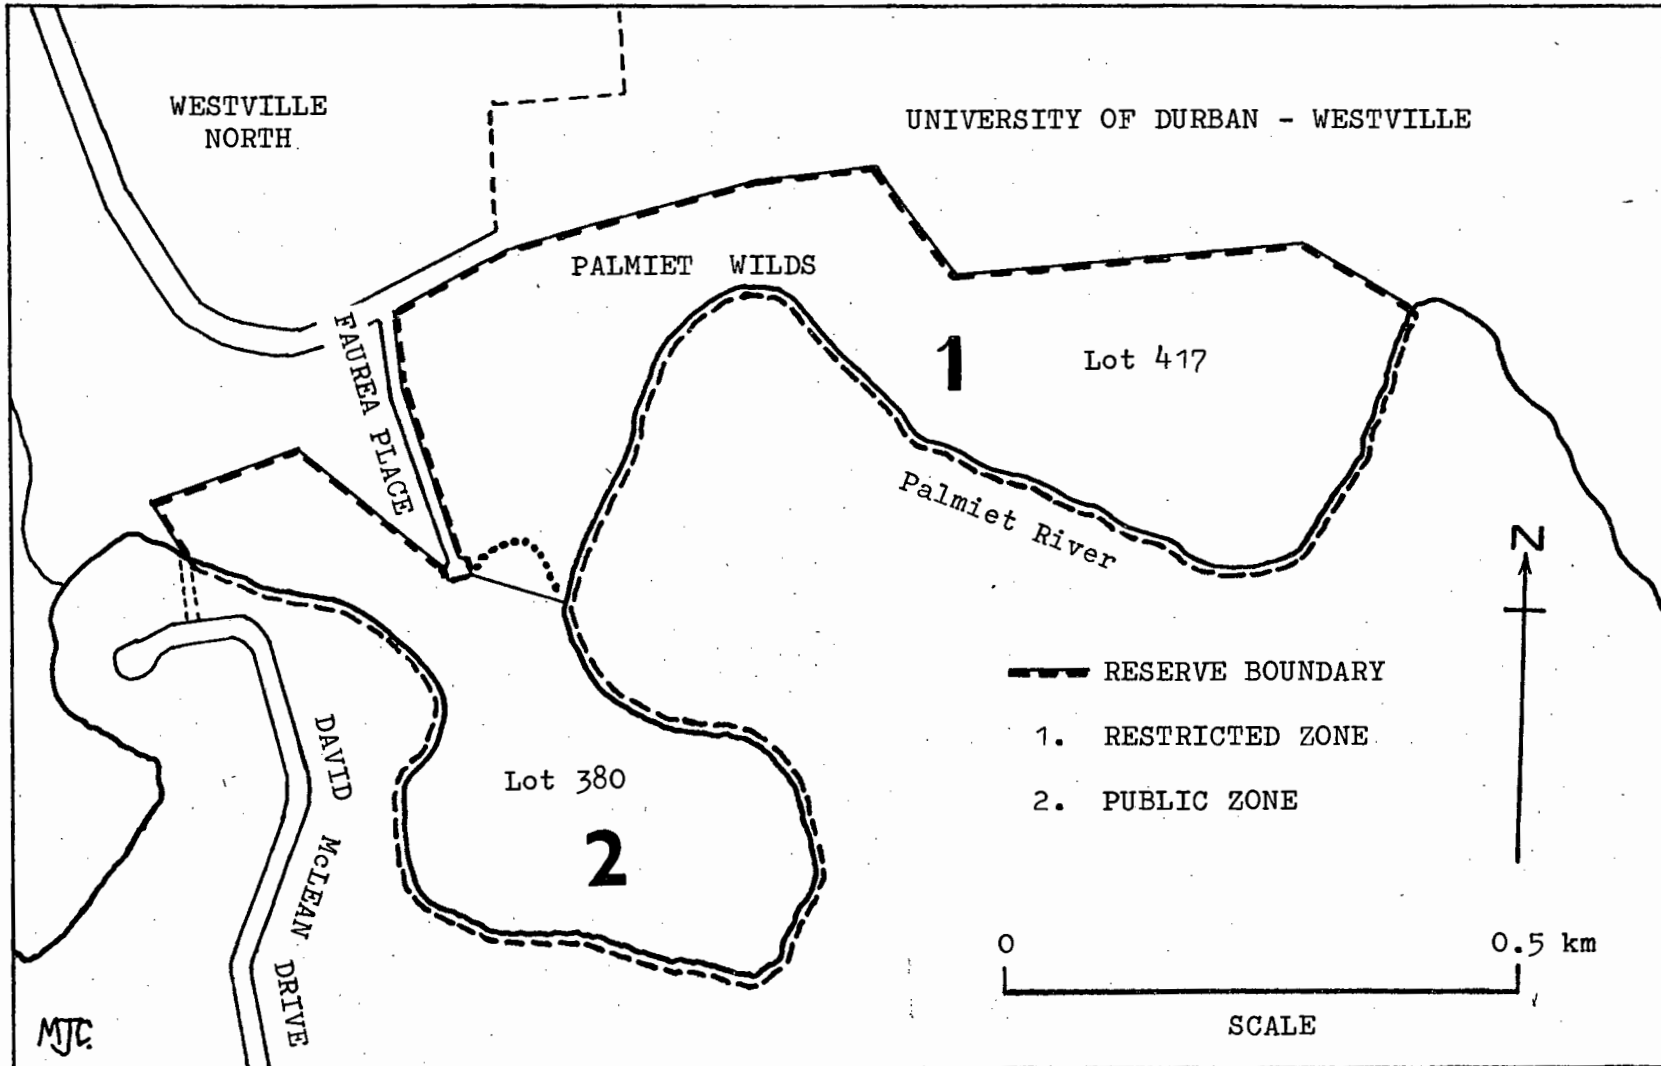 WESTVILLE
NORTH
UNIVERSITY OF DURBAN - WESTVILLE
PALMIET WILDS
FAUREA PLACE
1
Lot 417
Palmiet River
N
RESERVE BOUNDARY
1. RESTRICTED ZONE
2. PUBLIC ZONE
Lot 380
2
DAVID McLEAN DRIVE
0 0.5 km
SCALE
MJC.